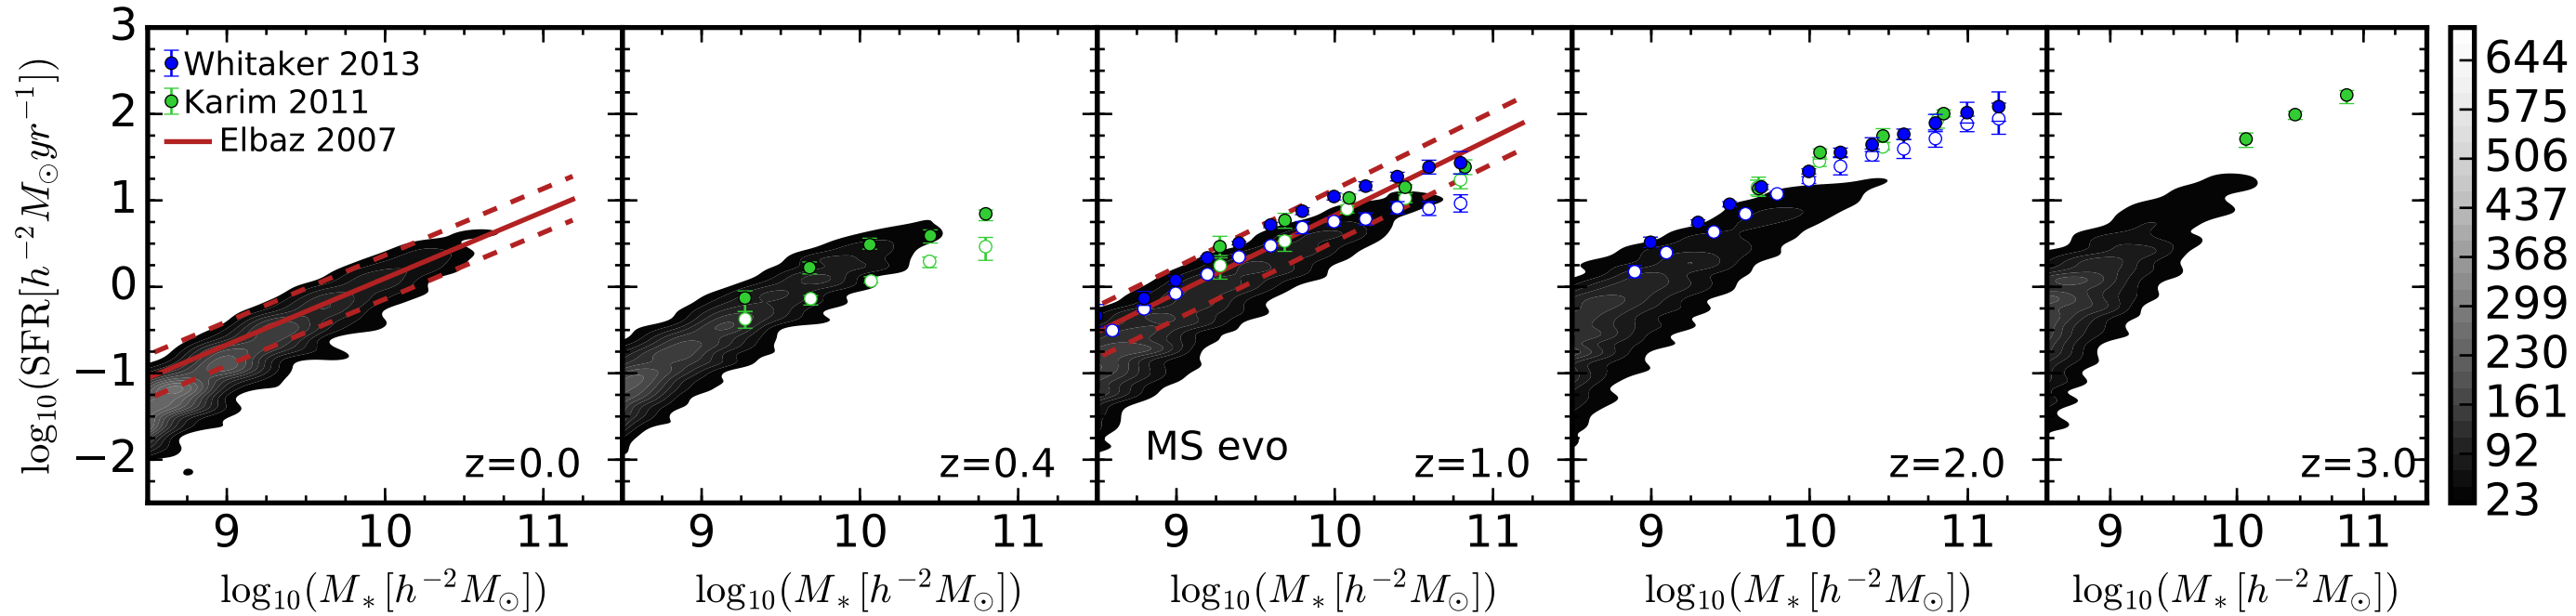 3
2
1
0
−1
−2
log₁₀(SFR[h⁻²M☉yr⁻¹])
Whitaker 2013
Karim 2011
Elbaz 2007
z=0.0
z=0.4
MS evo
z=1.0
z=2.0
z=3.0
9 10 11
9 10 11
9 10 11
9 10 11
9 10 11
log₁₀(M∗[h⁻²M☉])
log₁₀(M∗[h⁻²M☉])
log₁₀(M∗[h⁻²M☉])
log₁₀(M∗[h⁻²M☉])
log₁₀(M∗[h⁻²M☉])
644
575
506
437
368
299
230
161
92
23